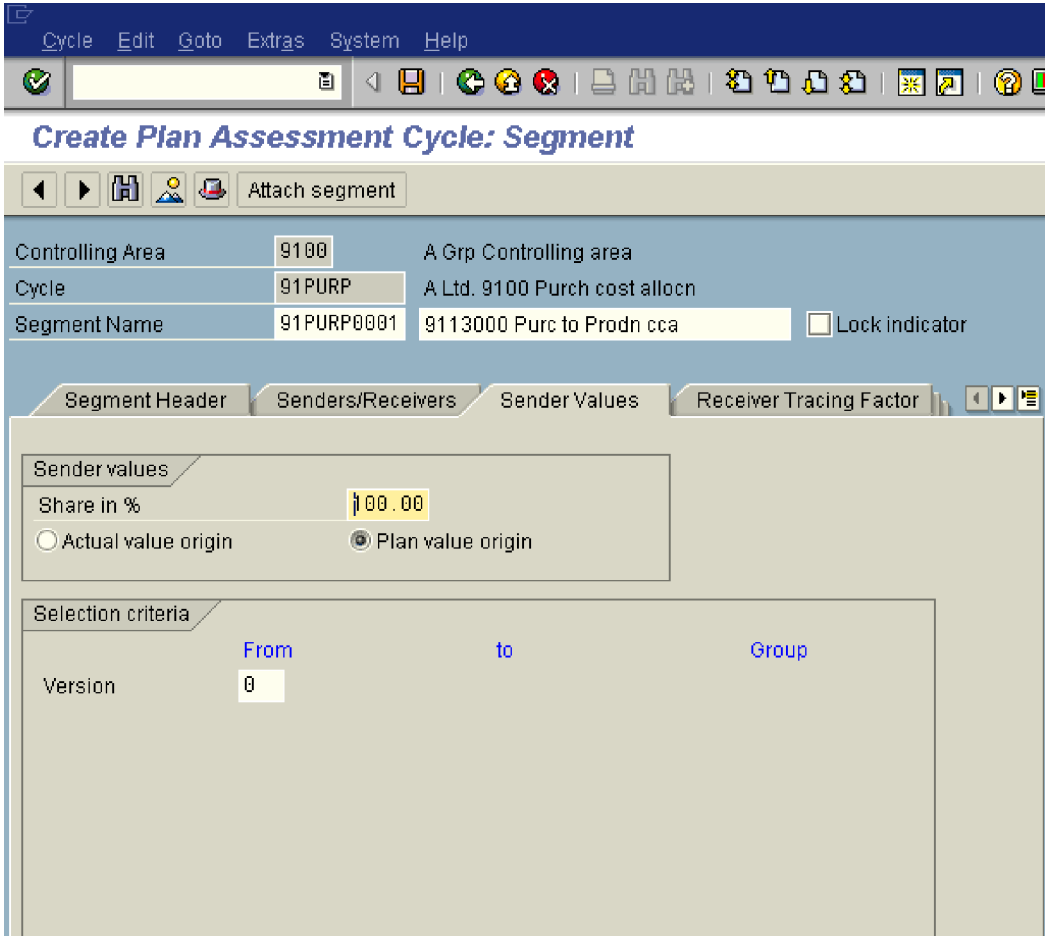 Cycle Edit Goto Extras System Help
Create Plan Assessment Cycle: Segment
Attach segment
Controlling Area 9100 A Grp Controlling area
Cycle 91PURP A Ltd. 9100 Purch cost allocn
Segment Name 91PURP0001 9113000 Purc to Prodn cca Lock indicator
Segment Header Senders/Receivers Sender Values Receiver Tracing Factor
Sender values
Share in % 100.00
Actual value origin Plan value origin
Selection criteria
From to Group
Version 0